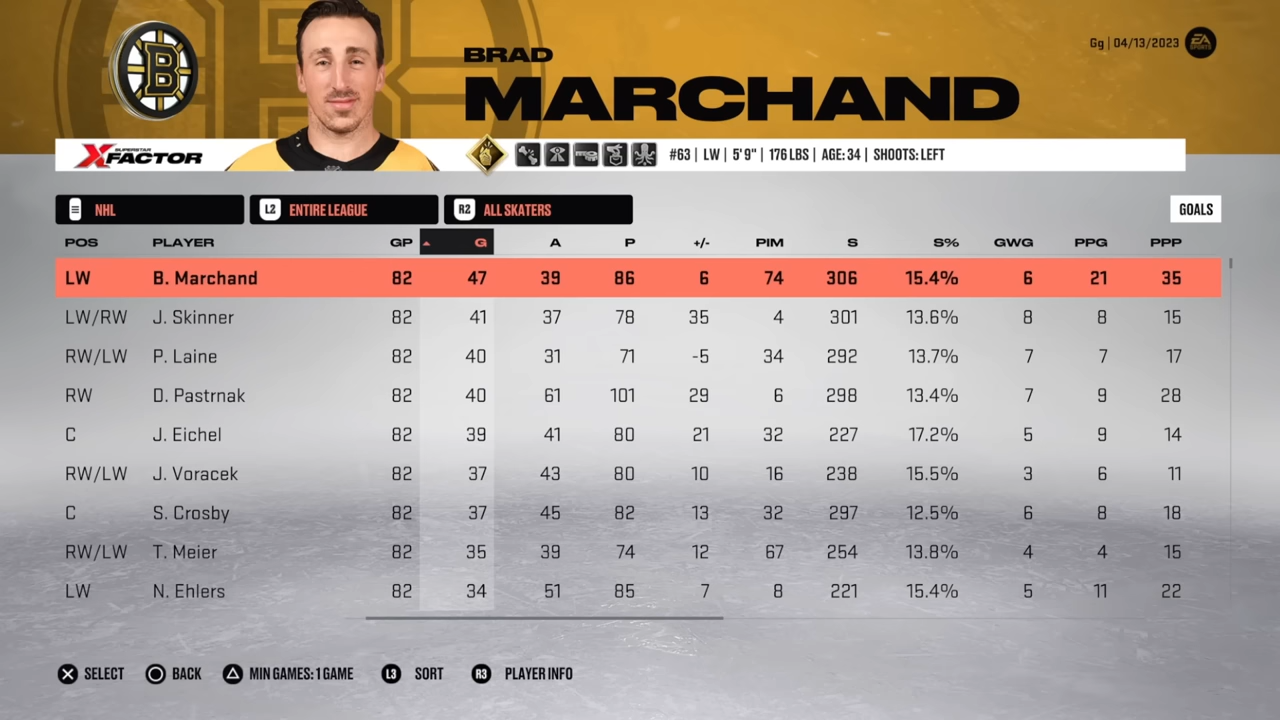 BRAD
MARCHAND
Gg | 04/13/2023
EA SPORTS
B
SUPERSTAR
XFACTOR
#63 | LW | 5'9" | 176 LBS | AGE: 34 | SHOOTS: LEFT
NHL L2 ENTIRE LEAGUE R2 ALL SKATERS GOALS
POS PLAYER GP G A P +/- PIM S S% GWG PPG PPP
LW B. Marchand 82 47 39 86 6 74 306 15.4% 6 21 35
LW/RW J. Skinner 82 41 37 78 35 4 301 13.6% 8 8 15
RW/LW P. Laine 82 40 31 71 -5 34 292 13.7% 7 7 17
RW D. Pastrnak 82 40 61 101 29 6 298 13.4% 7 9 28
C J. Eichel 82 39 41 80 21 32 227 17.2% 5 9 14
RW/LW J. Voracek 82 37 43 80 10 16 238 15.5% 3 6 11
C S. Crosby 82 37 45 82 13 32 297 12.5% 6 8 18
RW/LW T. Meier 82 35 39 74 12 67 254 13.8% 4 4 15
LW N. Ehlers 82 34 51 85 7 8 221 15.4% 5 11 22
SELECT BACK MIN GAMES: 1 GAME L3 SORT R3 PLAYER INFO